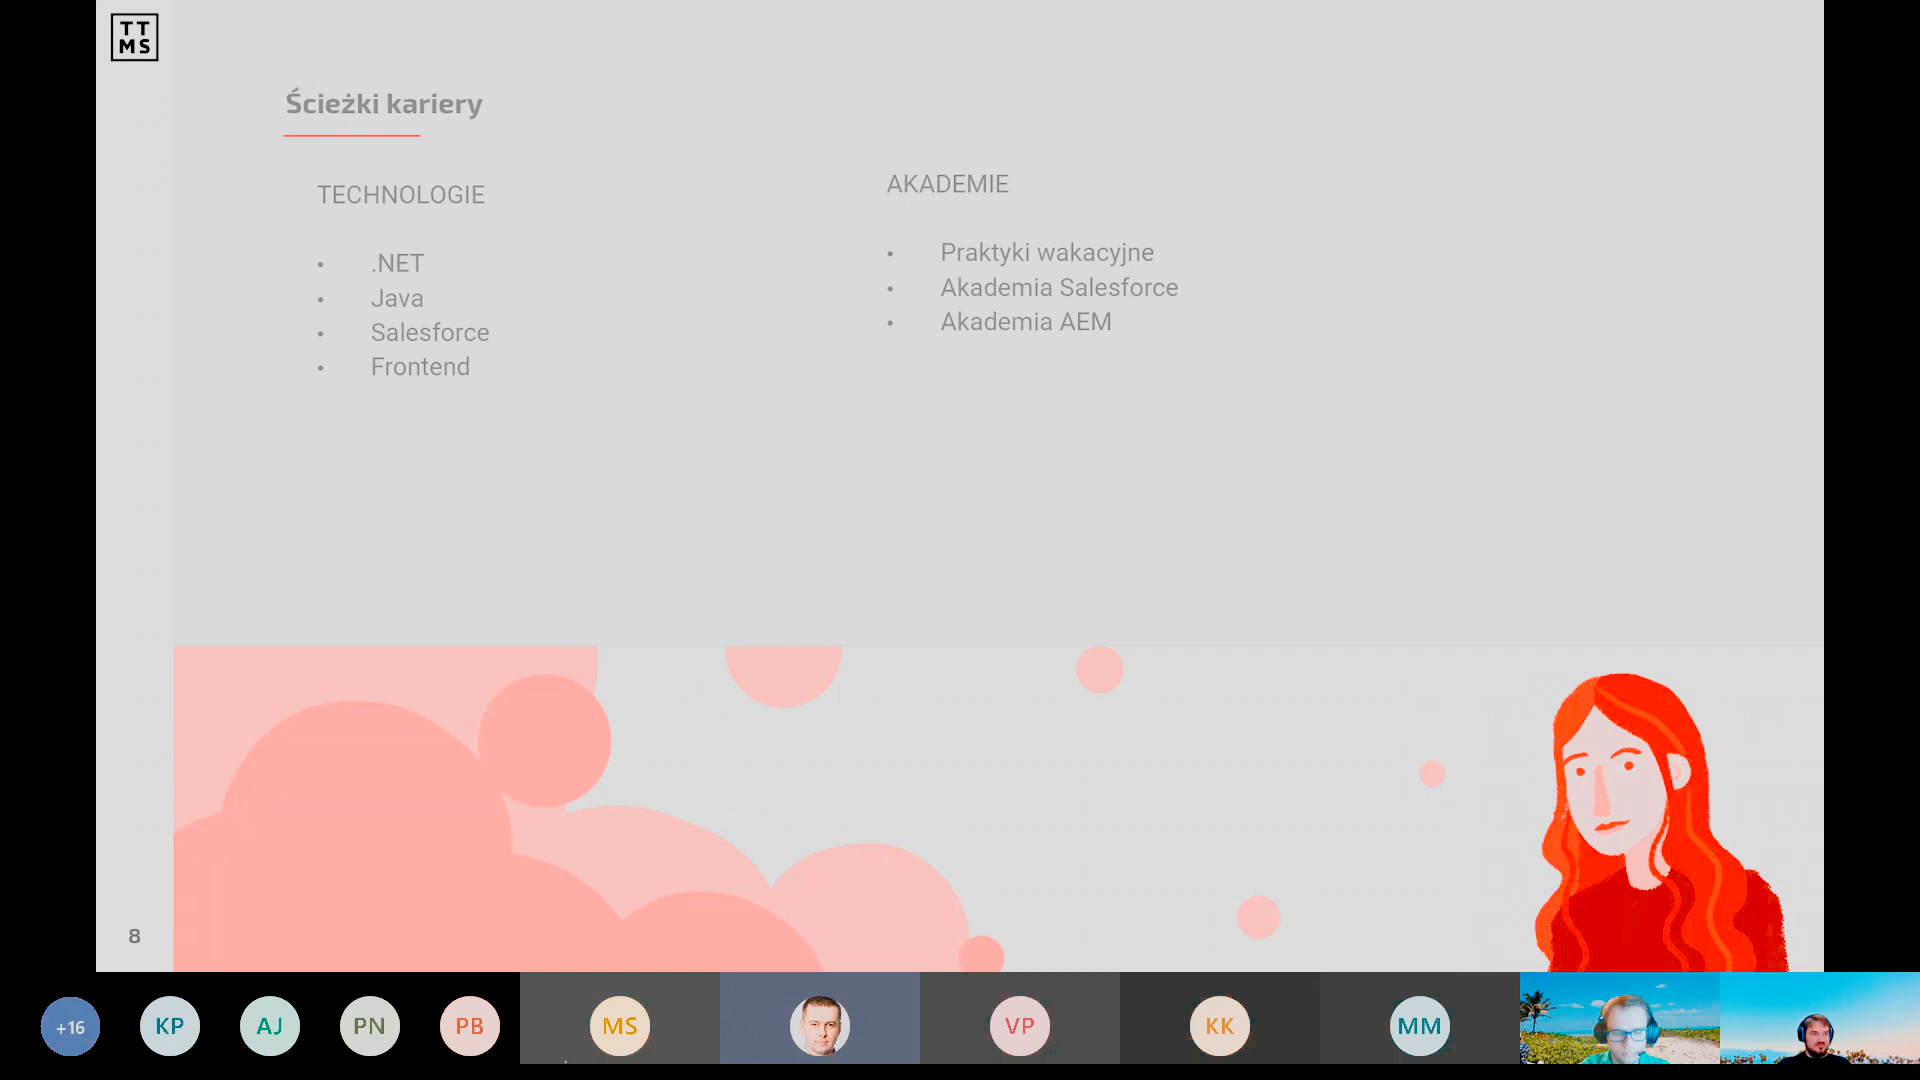 TT
MS
Ścieżki kariery
TECHNOLOGIE
• .NET
• Java
• Salesforce
• Frontend
AKADEMIE
• Praktyki wakacyjne
• Akademia Salesforce
• Akademia AEM
8
+16
KP
AJ
PN
PB
MS
VP
KK
MM